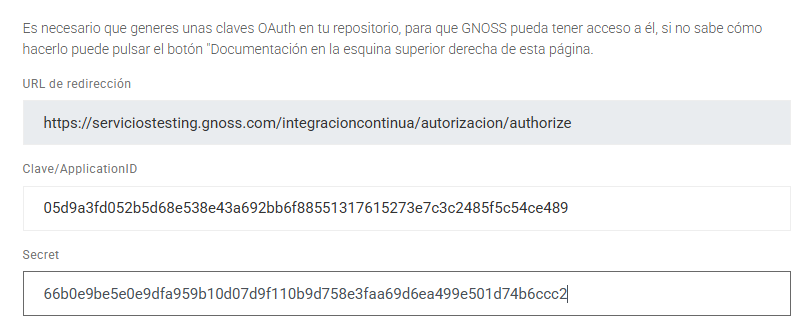 Es necesario que generes unas claves OAuth en tu repositorio, para que GNOSS pueda tener acceso a él, si no sabe cómo
hacerlo puede pulsar el botón "Documentación en la esquina superior derecha de esta página.
URL de redirección
https://serviciostesting.gnoss.com/integracioncontinua/autorizacion/authorize
Clave/ApplicationID
05d9a3fd052b5d68e538e43a692bb6f88551317615273e7c3c2485f5c54ce489
Secret
66b0e9be5e0e9dfa959b10d07d9f110b9d758e3faa69d6ea499e501d74b6ccc2